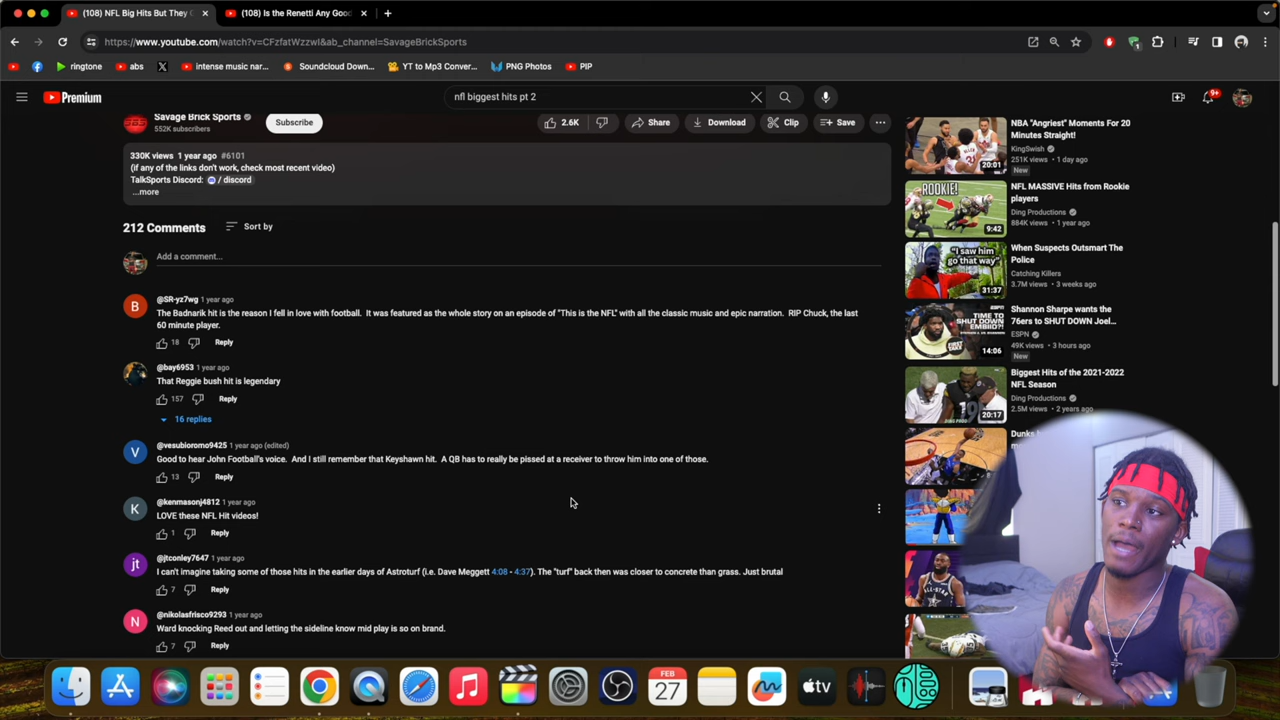 (108) NFL Big Hits But They G
(108) Is the Renetti Any Good
https://www.youtube.com/watch?v=CFzfatWzzwI&ab_channel=SavageBrickSports
ringtone
abs
intense music nar...
Soundcloud Down...
YT to Mp3 Conver...
PNG Photos
PIP
Premium
nfl biggest hits pt 2
9+
Savage Brick Sports
552K subscribers
Subscribe
2.6K
Share
Download
Clip
Save
330K views 1 year ago #6101
(if any of the links don't work, check most recent video)
TalkSports Discord: / discord
...more
212 Comments
Sort by
Add a comment...
@SR-yz7wg 1 year ago
The Badnarik hit is the reason I fell in love with football. It was featured as the whole story on an episode of "This is the NFL" with all the classic music and epic narration. RIP Chuck, the last
60 minute player.
18 Reply
@bay6953 1 year ago
That Reggie bush hit is legendary
157 Reply
16 replies
V
@vesubioromo9425 1 year ago (edited)
Good to hear John Football's voice. And I still remember that Keyshawn hit. A QB has to really be pissed at a receiver to throw him into one of those.
13 Reply
K
@kenmasonj4812 1 year ago
LOVE these NFL Hit videos!
1 Reply
jt
@jtconley7647 1 year ago
I can't imagine taking some of those hits in the earlier days of Astroturf (i.e. Dave Meggett 4:08 - 4:37). The "turf" back then was closer to concrete than grass. Just brutal
7 Reply
N
@nikolasfrisco9293 1 year ago
Ward knocking Reed out and letting the sideline know mid play is so on brand.
7 Reply
NBA "Angriest" Moments For 20
Minutes Straight!
KingSwish
251K views • 1 day ago
New
20:01
NFL MASSIVE Hits from Rookie
players
Ding Productions
884K views • 1 year ago
ROOKIE!
9:42
When Suspects Outsmart The
Police
Catching Killers
3.7M views • 3 weeks ago
"I saw him
go that way"
31:37
Shannon Sharpe wants the
76ers to SHUT DOWN Joel...
ESPN
49K views • 3 hours ago
New
TIME TO
SHUT DOWN
EMBIID?!
14:06
Biggest Hits of the 2021-2022
NFL Season
Ding Productions
2.5M views • 2 years ago
20:17
FEB
27
tv